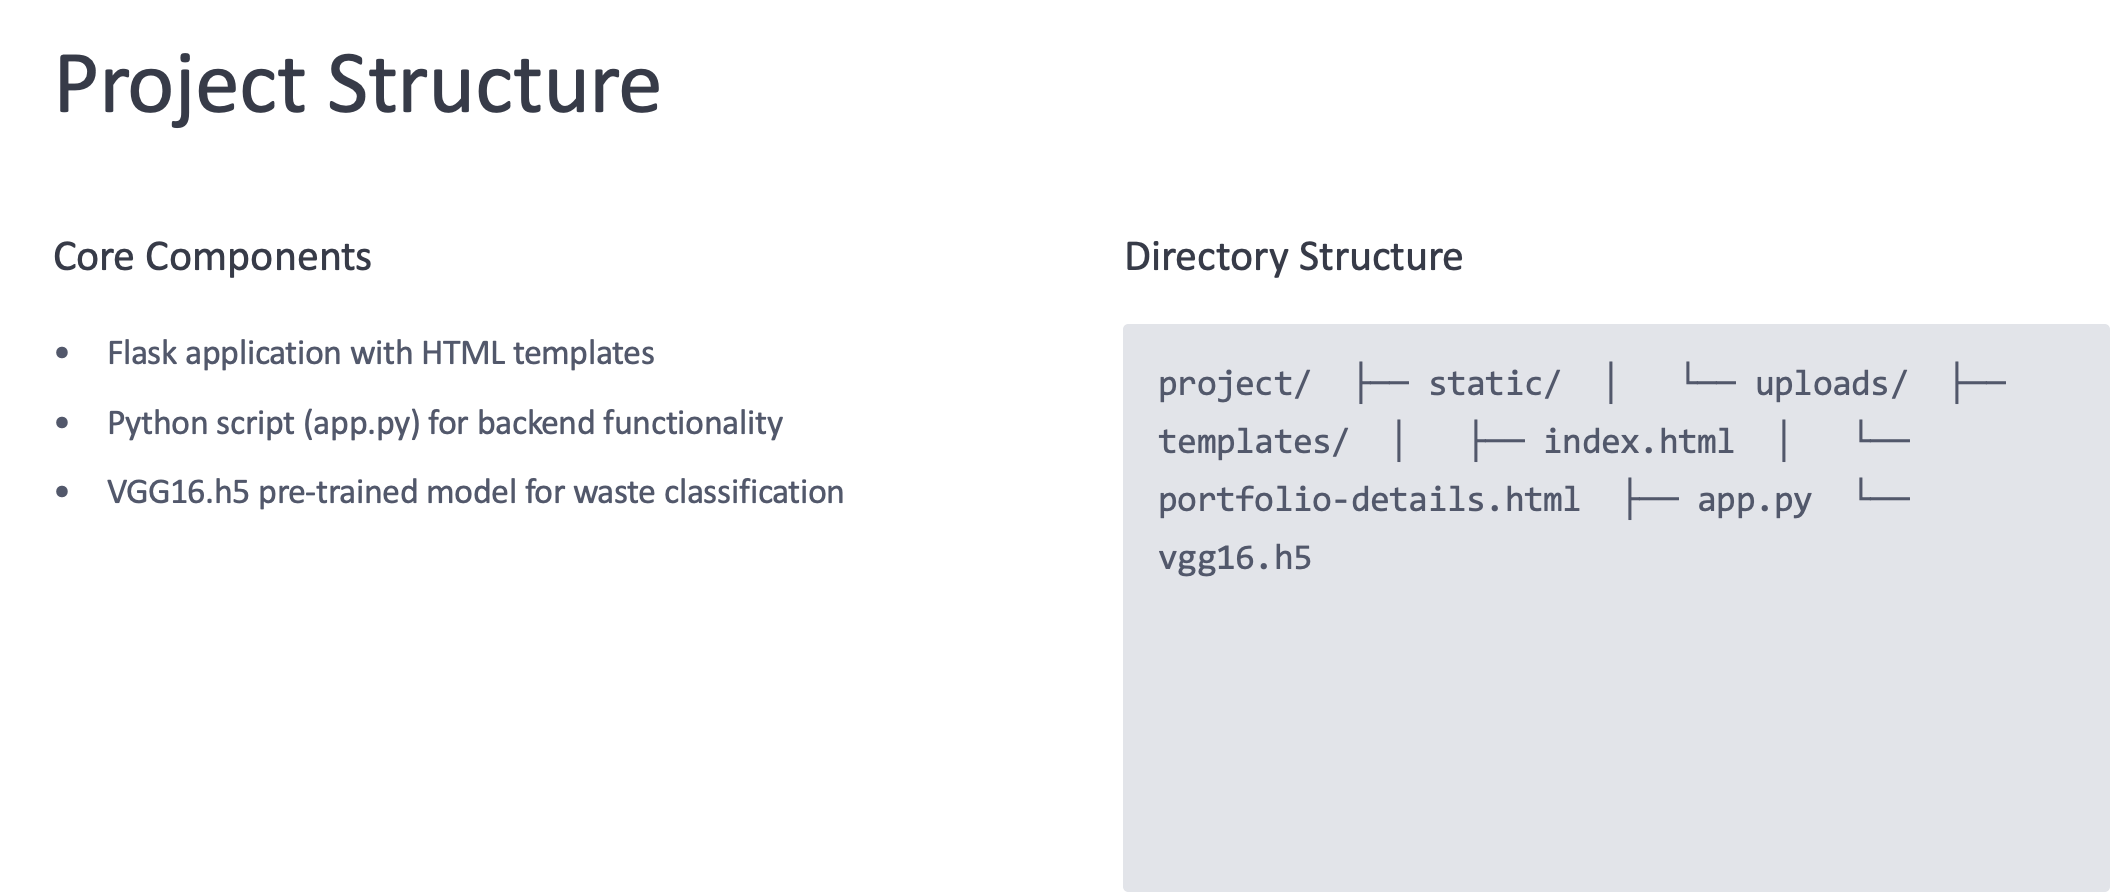 Project Structure
Core Components
• Flask application with HTML templates
• Python script (app.py) for backend functionality
• VGG16.h5 pre-trained model for waste classification
Directory Structure
project/  ├── static/  │   └── uploads/  ├──
templates/  │   ├── index.html  │   └──
portfolio-details.html  ├── app.py  └──
vgg16.h5